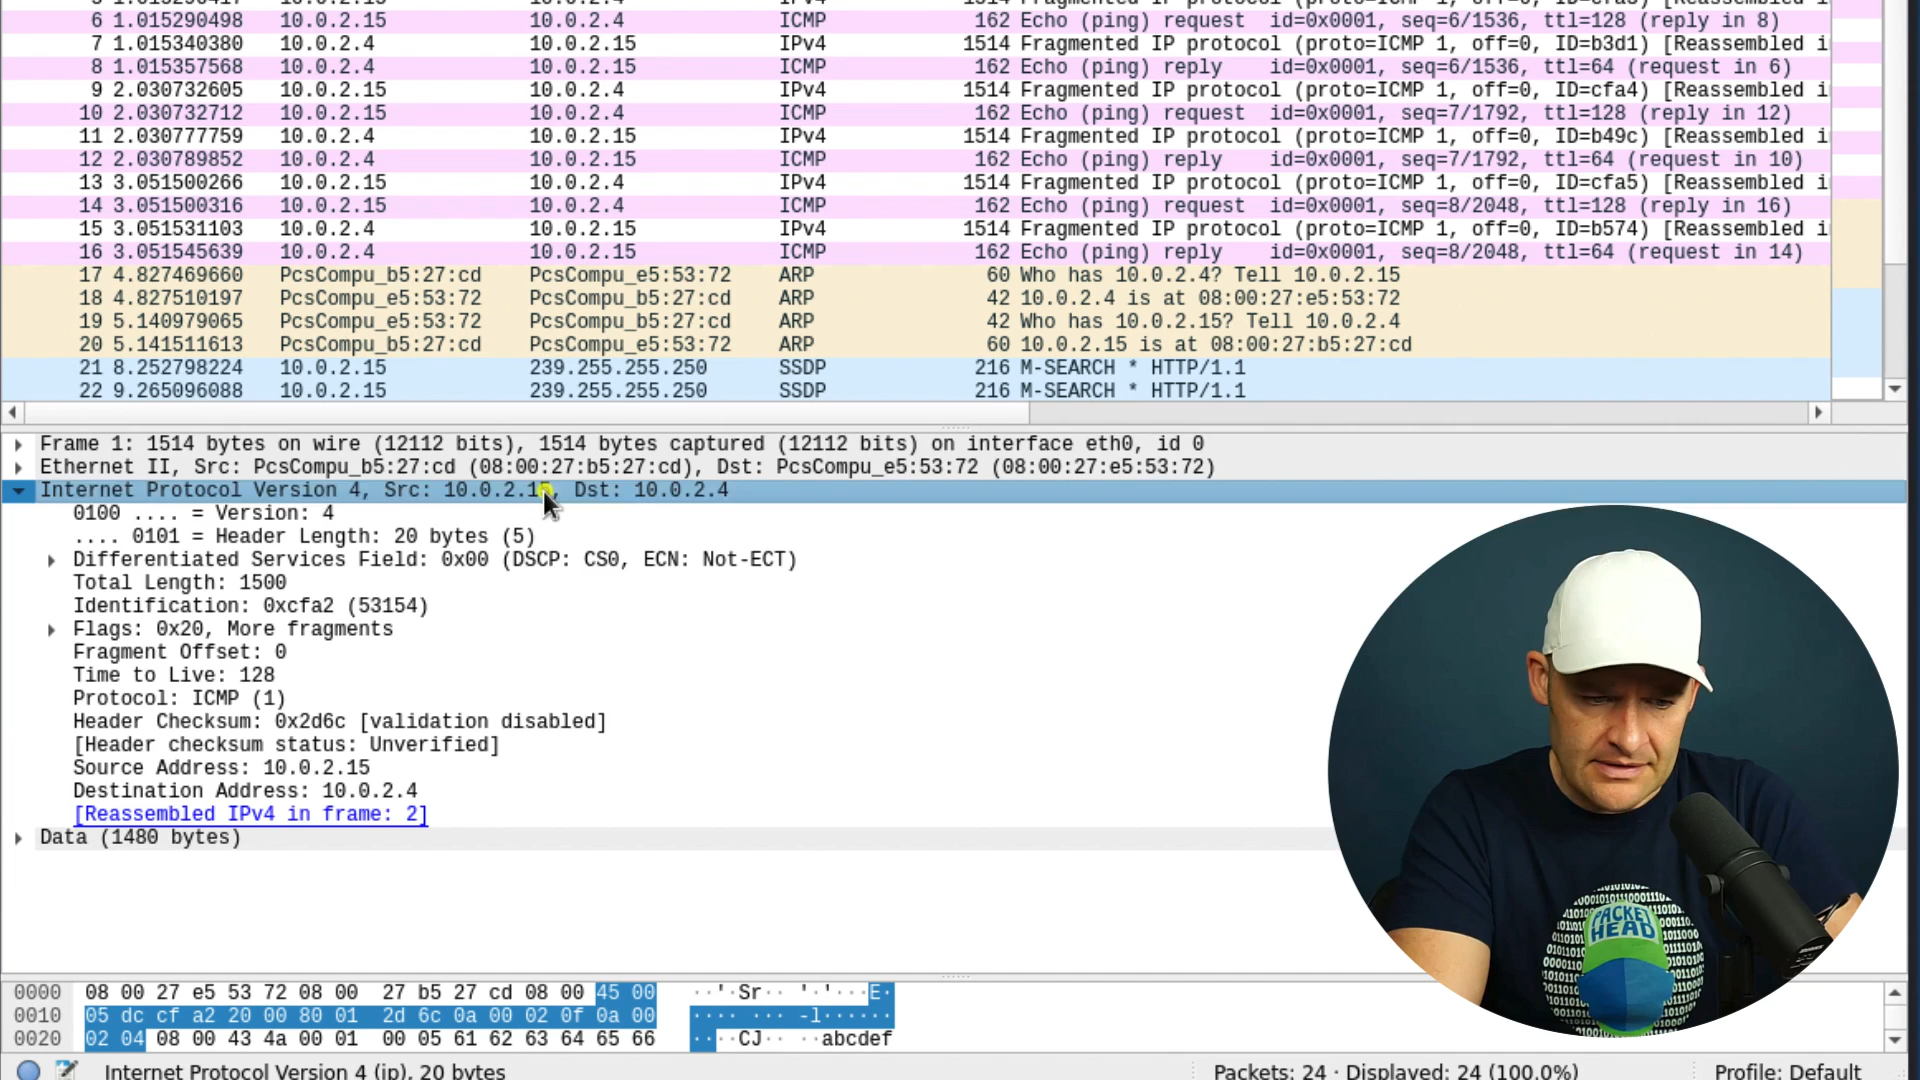 6 1.015290498 10.0.2.15 10.0.2.4 ICMP 162 Echo (ping) request id=0x0001, seq=6/1536, ttl=128 (reply in 8)
7 1.015340380 10.0.2.4 10.0.2.15 IPv4 1514 Fragmented IP protocol (proto=ICMP 1, off=0, ID=b3d1) [Reassembled i
8 1.015357568 10.0.2.4 10.0.2.15 ICMP 162 Echo (ping) reply id=0x0001, seq=6/1536, ttl=64 (request in 6)
9 2.030732605 10.0.2.15 10.0.2.4 IPv4 1514 Fragmented IP protocol (proto=ICMP 1, off=0, ID=cfa4) [Reassembled i
10 2.030732712 10.0.2.15 10.0.2.4 ICMP 162 Echo (ping) request id=0x0001, seq=7/1792, ttl=128 (reply in 12)
11 2.030777759 10.0.2.4 10.0.2.15 IPv4 1514 Fragmented IP protocol (proto=ICMP 1, off=0, ID=b49c) [Reassembled i
12 2.030789852 10.0.2.4 10.0.2.15 ICMP 162 Echo (ping) reply id=0x0001, seq=7/1792, ttl=64 (request in 10)
13 3.051500266 10.0.2.15 10.0.2.4 IPv4 1514 Fragmented IP protocol (proto=ICMP 1, off=0, ID=cfa5) [Reassembled i
14 3.051500316 10.0.2.15 10.0.2.4 ICMP 162 Echo (ping) request id=0x0001, seq=8/2048, ttl=128 (reply in 16)
15 3.051531103 10.0.2.4 10.0.2.15 IPv4 1514 Fragmented IP protocol (proto=ICMP 1, off=0, ID=b574) [Reassembled i
16 3.051545639 10.0.2.4 10.0.2.15 ICMP 162 Echo (ping) reply id=0x0001, seq=8/2048, ttl=64 (request in 14)
17 4.827469660 PcsCompu_b5:27:cd PcsCompu_e5:53:72 ARP 60 Who has 10.0.2.4? Tell 10.0.2.15
18 4.827510197 PcsCompu_e5:53:72 PcsCompu_b5:27:cd ARP 42 10.0.2.4 is at 08:00:27:e5:53:72
19 5.140979065 PcsCompu_e5:53:72 PcsCompu_b5:27:cd ARP 42 Who has 10.0.2.15? Tell 10.0.2.4
20 5.141511613 PcsCompu_b5:27:cd PcsCompu_e5:53:72 ARP 60 10.0.2.15 is at 08:00:27:b5:27:cd
21 8.252798224 10.0.2.15 239.255.255.250 SSDP 216 M-SEARCH * HTTP/1.1
22 9.265096088 10.0.2.15 239.255.255.250 SSDP 216 M-SEARCH * HTTP/1.1
Frame 1: 1514 bytes on wire (12112 bits), 1514 bytes captured (12112 bits) on interface eth0, id 0
Ethernet II, Src: PcsCompu_b5:27:cd (08:00:27:b5:27:cd), Dst: PcsCompu_e5:53:72 (08:00:27:e5:53:72)
Internet Protocol Version 4, Src: 10.0.2.15, Dst: 10.0.2.4
0100 .... = Version: 4
.... 0101 = Header Length: 20 bytes (5)
Differentiated Services Field: 0x00 (DSCP: CS0, ECN: Not-ECT)
Total Length: 1500
Identification: 0xcfa2 (53154)
Flags: 0x20, More fragments
Fragment Offset: 0
Time to Live: 128
Protocol: ICMP (1)
Header Checksum: 0x2d6c [validation disabled]
[Header checksum status: Unverified]
Source Address: 10.0.2.15
Destination Address: 10.0.2.4
[Reassembled IPv4 in frame: 2]
Data (1480 bytes)
PACKET
HEAD
0000 08 00 27 e5 53 72 08 00 27 b5 27 cd 08 00 45 00 ··'·Sr·· '·'···E·
0010 05 dc cf a2 20 00 80 01 2d 6c 0a 00 02 0f 0a 00 ···· ··· -l······
0020 02 04 08 00 43 4a 00 01 00 05 61 62 63 64 65 66 ····CJ·· ··abcdef
Internet Protocol Version 4 (ip), 20 bytes
Packets: 24 · Displayed: 24 (100.0%)
Profile: Default